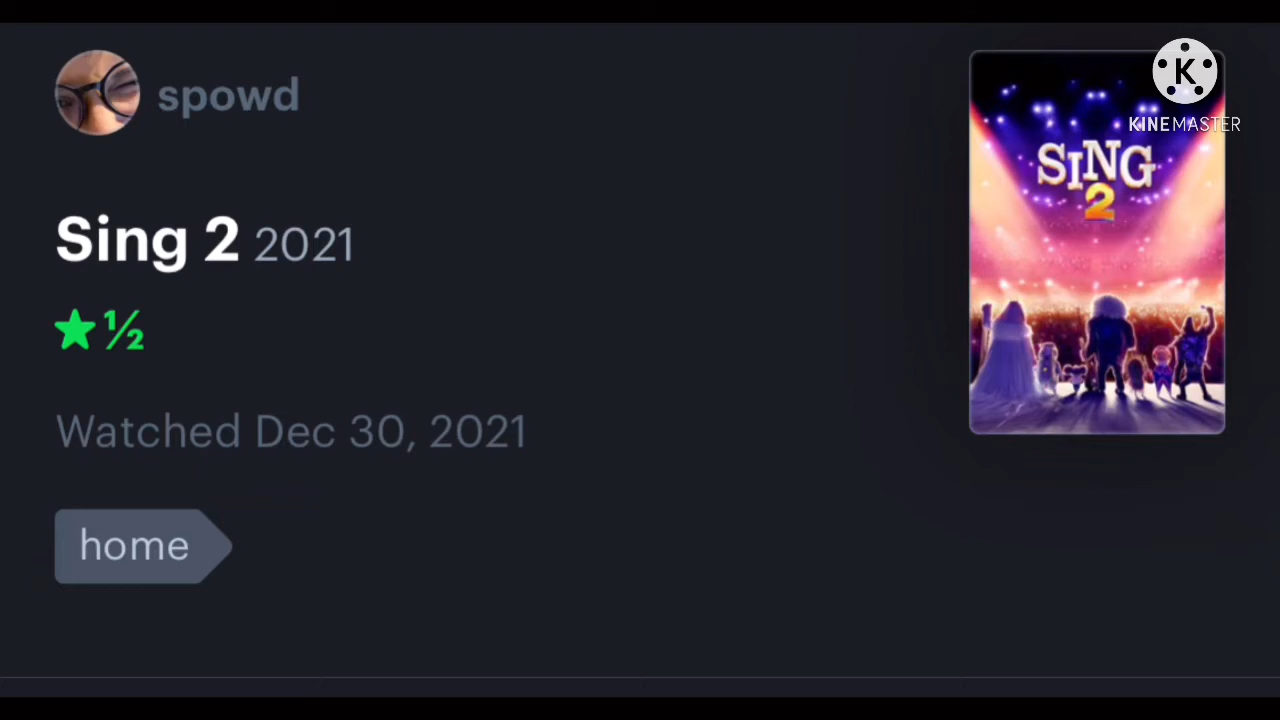 spowd
Sing 2 2021
★½
Watched Dec 30, 2021
home
SING
2
K
KINEMASTER